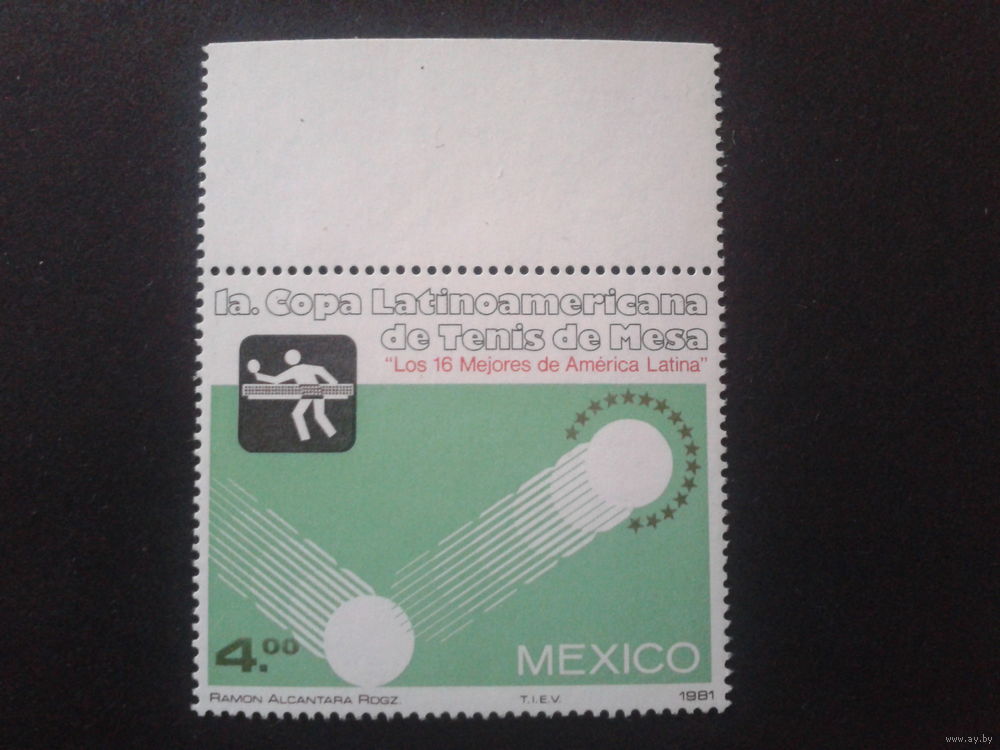 1a. Copa Latinoamericana
de Tenis de Mesa
"Los 16 Mejores de América Latina"
4.00
MEXICO
RAMON ALCANTARA RDGZ.
T.I.E.V.
1981
www.ay.by